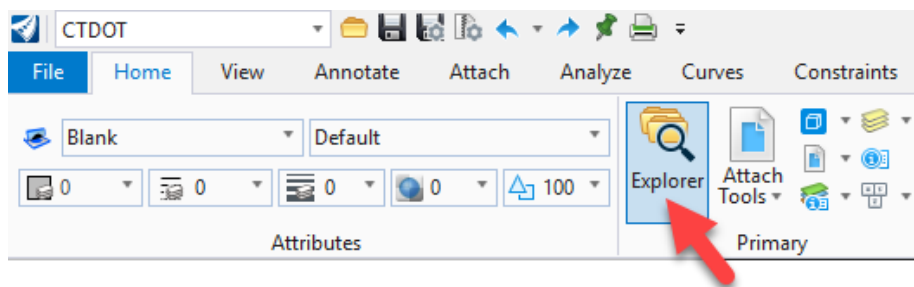 CTDOT
File Home View Annotate Attach Analyze Curves Constraints
Blank Default
0 0 0 0 100
Explorer Attach Tools
Attributes Primary